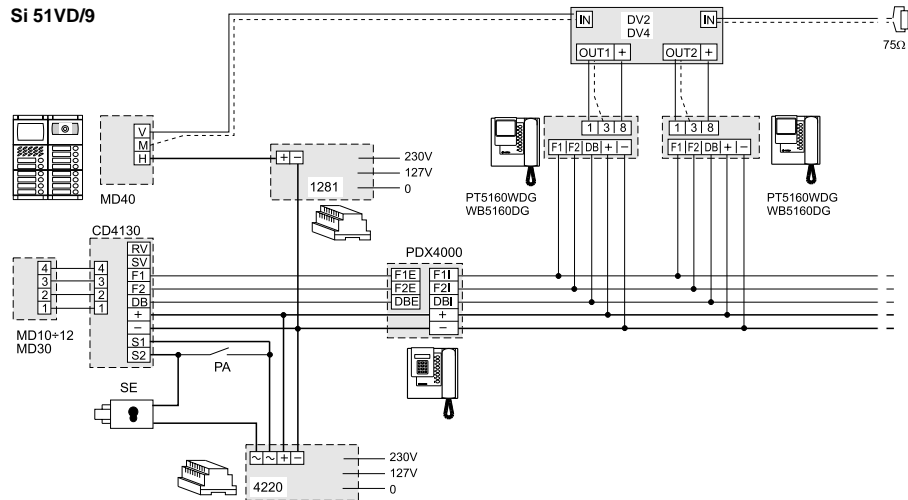 Si 51VD/9
IN DV2 IN
DV4
OUT1 + OUT2 +
75Ω
V
M
H
MD40
+ −
1281
230V
127V
0
1 3 8
F1 F2 DB + −
PT5160WDG
WB5160DG
1 3 8
F1 F2 DB + −
PT5160WDG
WB5160DG
CD4130
RV
SV
F1
F2
DB
+
−
S1
S2
4 4
3 3
2 2
1 1
MD10÷12
MD30
PDX4000
F1E F1I
F2E F2I
DBE DBI
+
−
PA
SE
~ ~ + −
4220
230V
127V
0